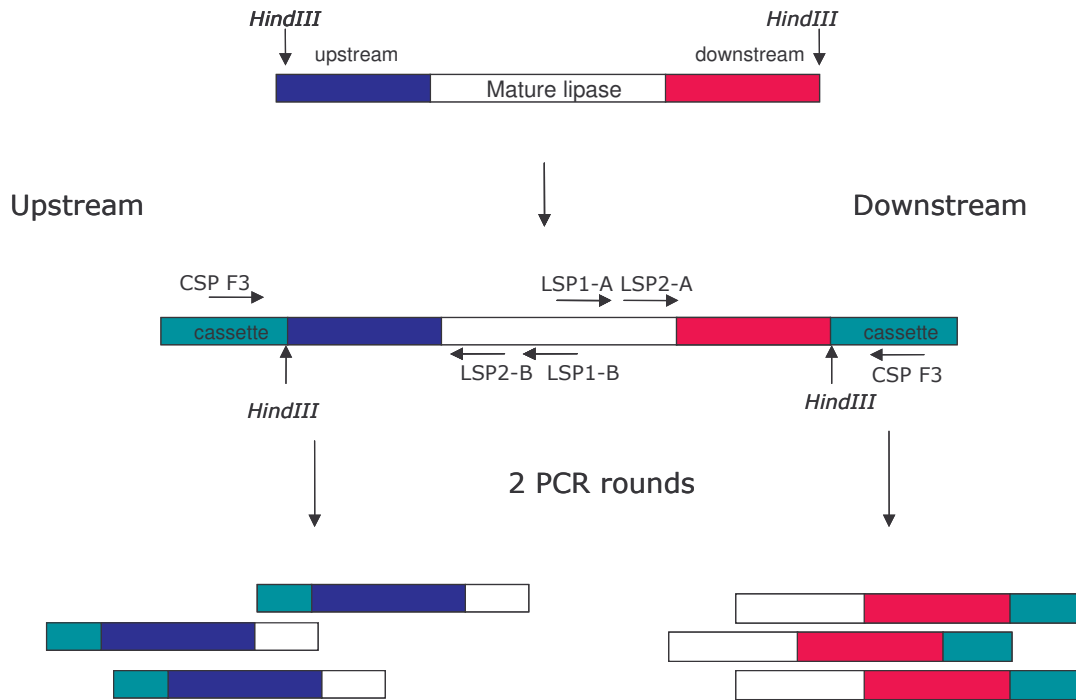 HindIII HindIII
upstream downstream
Mature lipase
Upstream Downstream
CSP F3 LSP1-A LSP2-A
cassette cassette
LSP2-B LSP1-B CSP F3
HindIII HindIII
2 PCR rounds